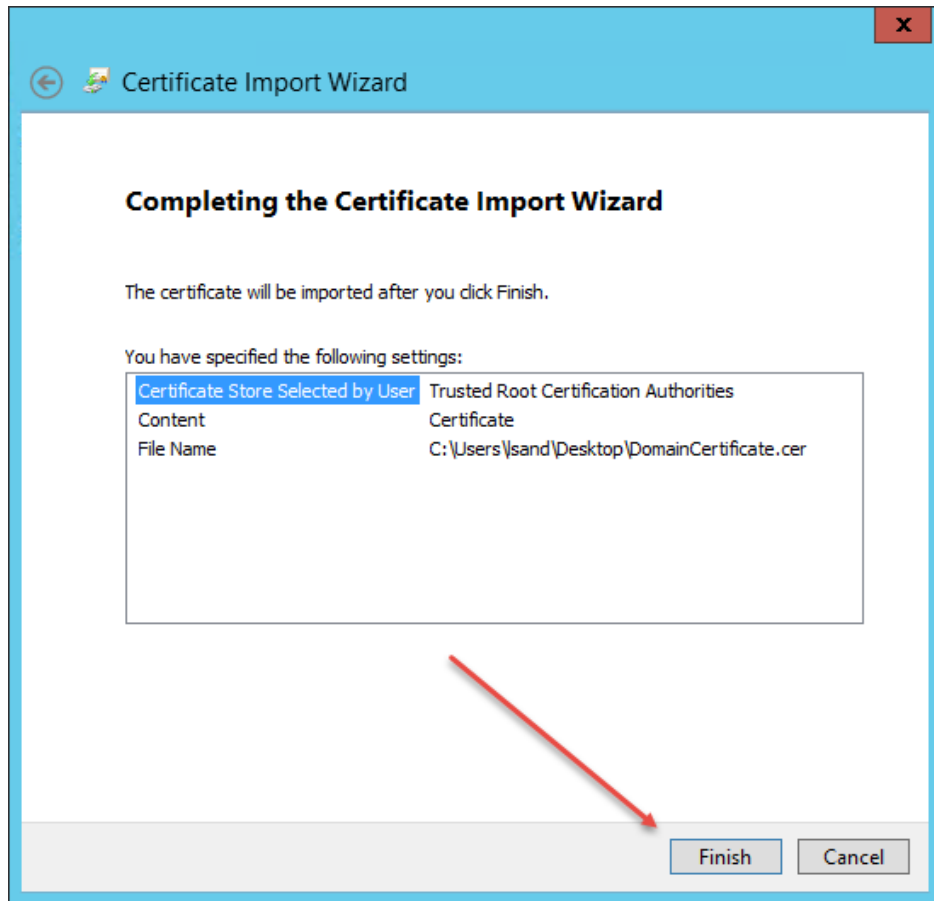 x
Certificate Import Wizard
Completing the Certificate Import Wizard
The certificate will be imported after you click Finish.
You have specified the following settings:
Certificate Store Selected by User Trusted Root Certification Authorities
Content Certificate
File Name C:\Users\lsand\Desktop\DomainCertificate.cer
Finish Cancel